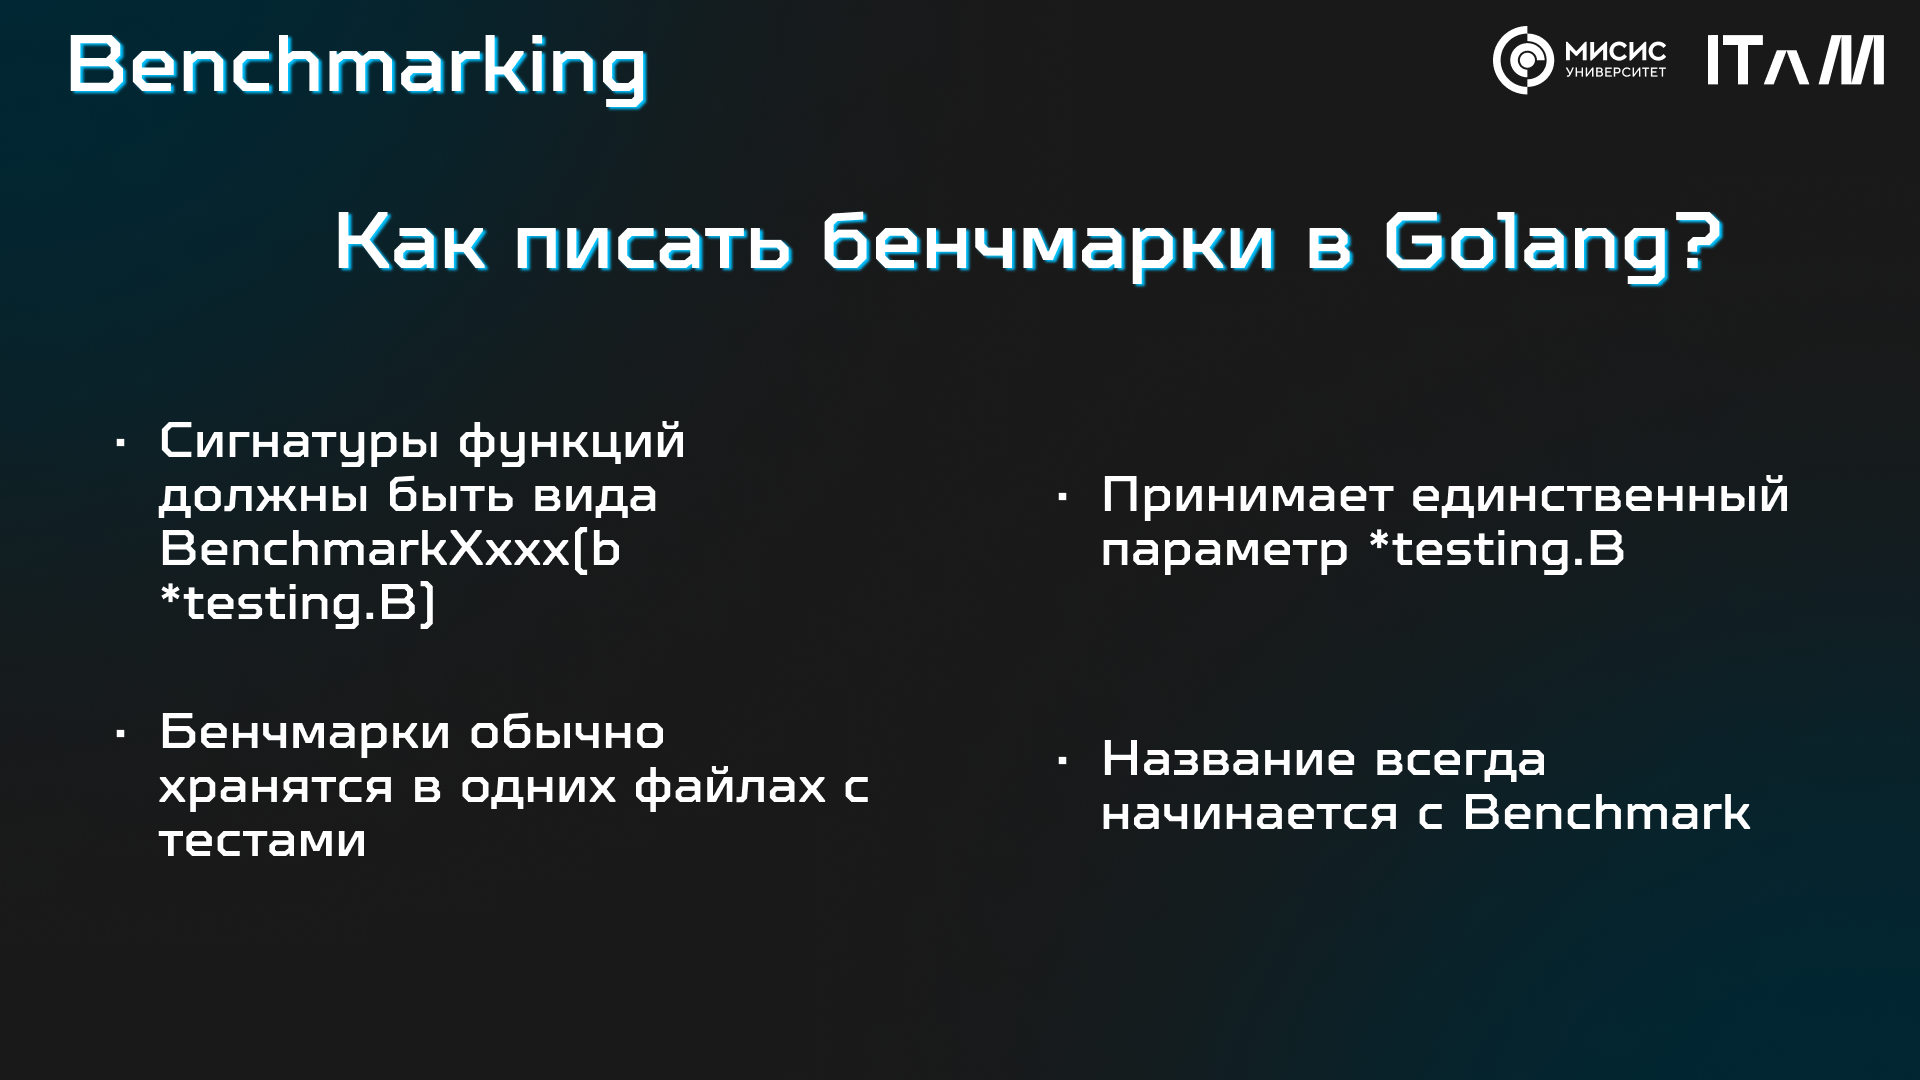 Benchmarking
МИСИС
УНИВЕРСИТЕТ
ITAM
Как писать бенчмарки в Golang?
· Сигнатуры функций
должны быть вида
BenchmarkXxxx(b
*testing.B)
· Бенчмарки обычно
хранятся в одних файлах с
тестами
· Принимает единственный
параметр *testing.B
· Название всегда
начинается с Benchmark